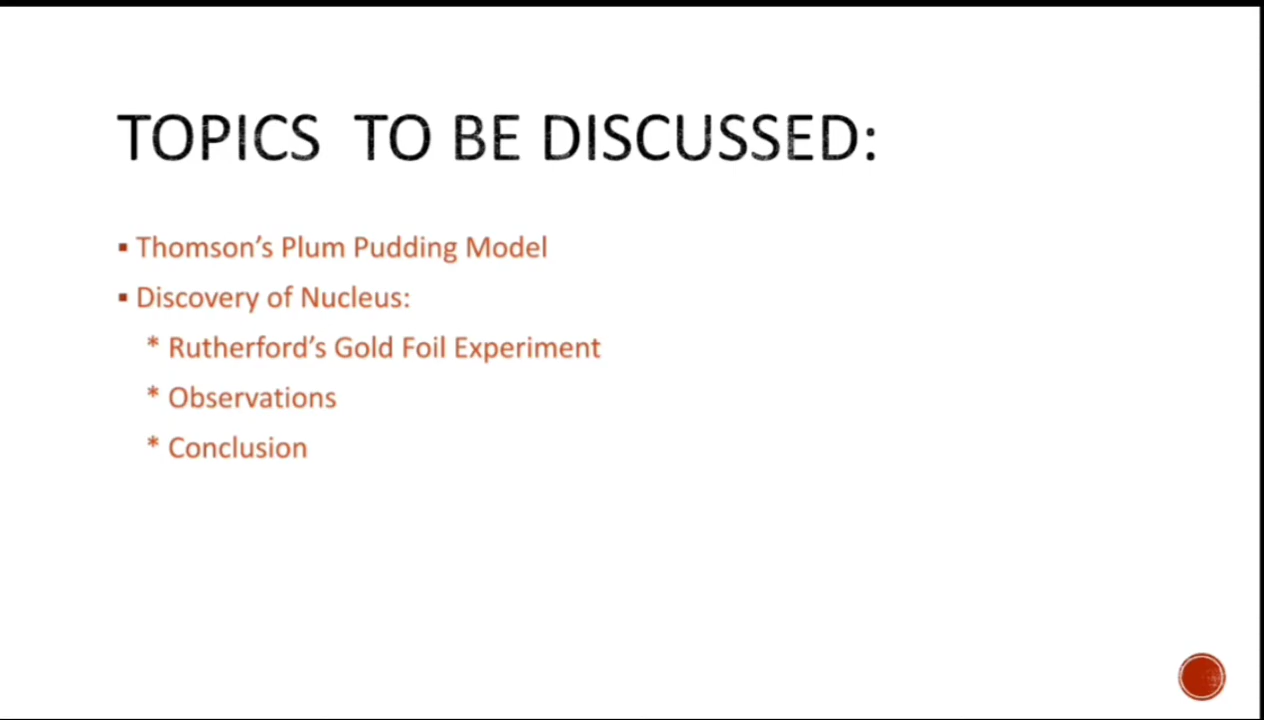 TOPICS TO BE DISCUSSED:
▪ Thomson’s Plum Pudding Model
▪ Discovery of Nucleus:
* Rutherford’s Gold Foil Experiment
* Observations
* Conclusion